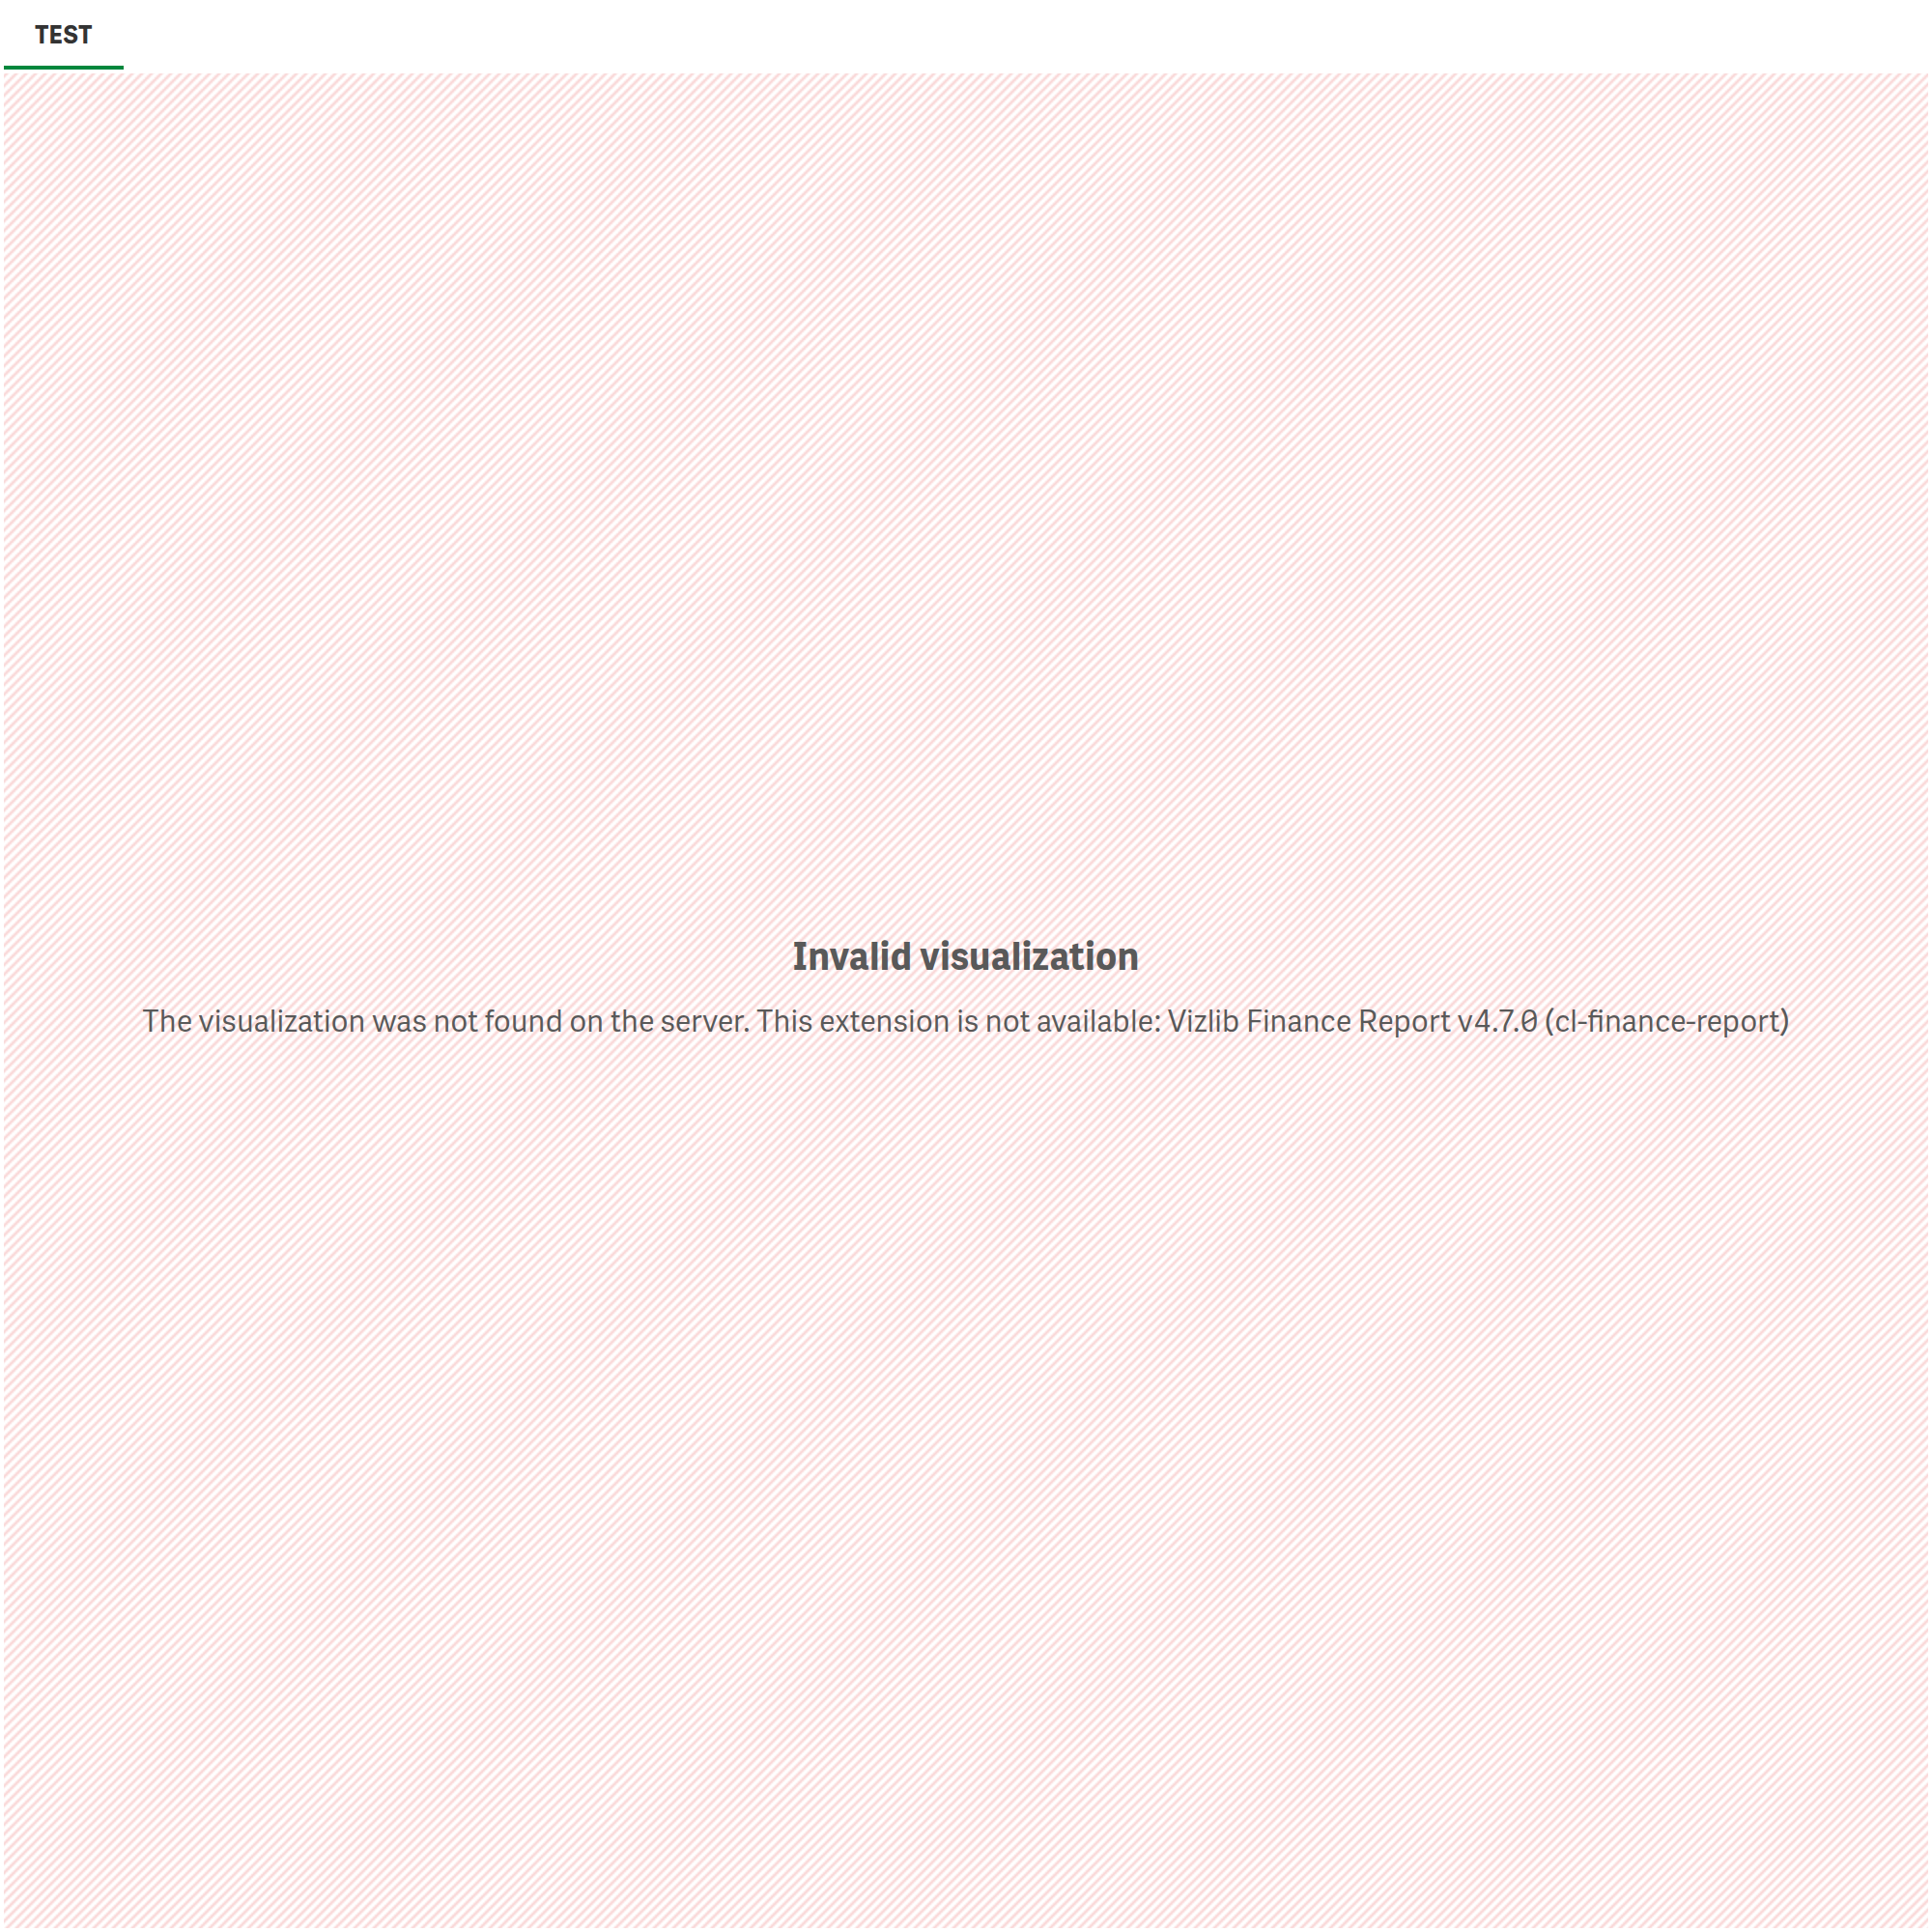 TEST
Invalid visualization
The visualization was not found on the server. This extension is not available: Vizlib Finance Report v4.7.0 (cl-finance-report)